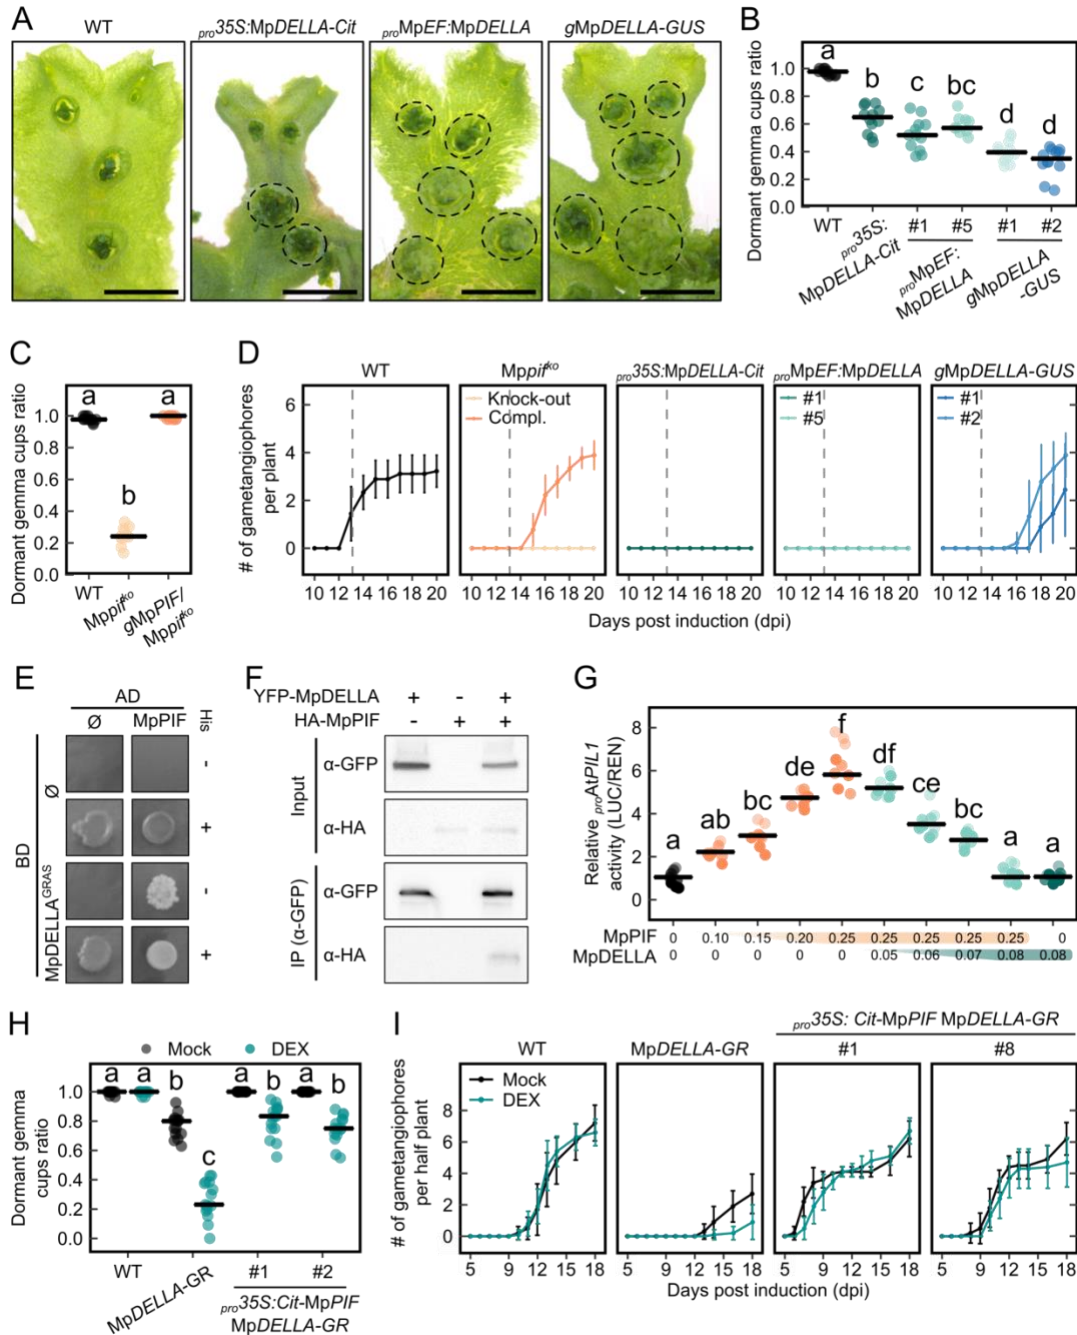 A
WT
pro35S:MpDELLA-Cit
proMpEF:MpDELLA
gMpDELLA-GUS
B
Dormant gemma cups ratio
1.0
0.8
0.6
0.4
0.2
0.0
a
b
c
bc
d
d
WT
pro35S:
MpDELLA-Cit
#1 #5
proMpEF:
MpDELLA
#1 #2
gMpDELLA
-GUS
C
Dormant gemma cups ratio
1.0
0.8
0.6
0.4
0.2
0.0
a
b
a
WT
Mppifko
gMpPIF/
Mppifko
D
# of gametangiophores
per plant
6
4
2
0
WT
10 12 14 16 18 20
Mppifko
Knock-out
Compl.
10 12 14 16 18 20
pro35S:MpDELLA-Cit
10 12 14 16 18 20
proMpEF:MpDELLA
#1
#5
10 12 14 16 18 20
gMpDELLA-GUS
#1
#2
10 12 14 16 18 20
Days post induction (dpi)
E
AD
Ø MpPIF His
BD
Ø
-
+
MpDELLAGRAS
-
+
F
YFP-MpDELLA + - +
HA-MpPIF - + +
Input
α-GFP
α-HA
IP (α-GFP)
α-GFP
α-HA
G
Relative proAtPIL1
activity (LUC/REN)
8
6
4
2
0
a
ab
bc
de
f
df
ce
bc
a
a
MpPIF 0 0.10 0.15 0.20 0.25 0.25 0.25 0.25 0.25 0
MpDELLA 0 0 0 0 0 0.05 0.06 0.07 0.08 0.08
H
Mock DEX
Dormant gemma
cups ratio
1.0
0.8
0.6
0.4
0.2
0.0
a a b c a b a b
WT
MpDELLA-GR
#1 #2
pro35S:Cit-MpPIF
MpDELLA-GR
I
pro35S: Cit-MpPIF MpDELLA-GR
WT
MpDELLA-GR
#1
#8
Mock
DEX
# of gametangiophores
per half plant
8
6
4
2
0
5 9 12 15 18
5 9 12 15 18
5 9 12 15 18
5 9 12 15 18
Days post induction (dpi)